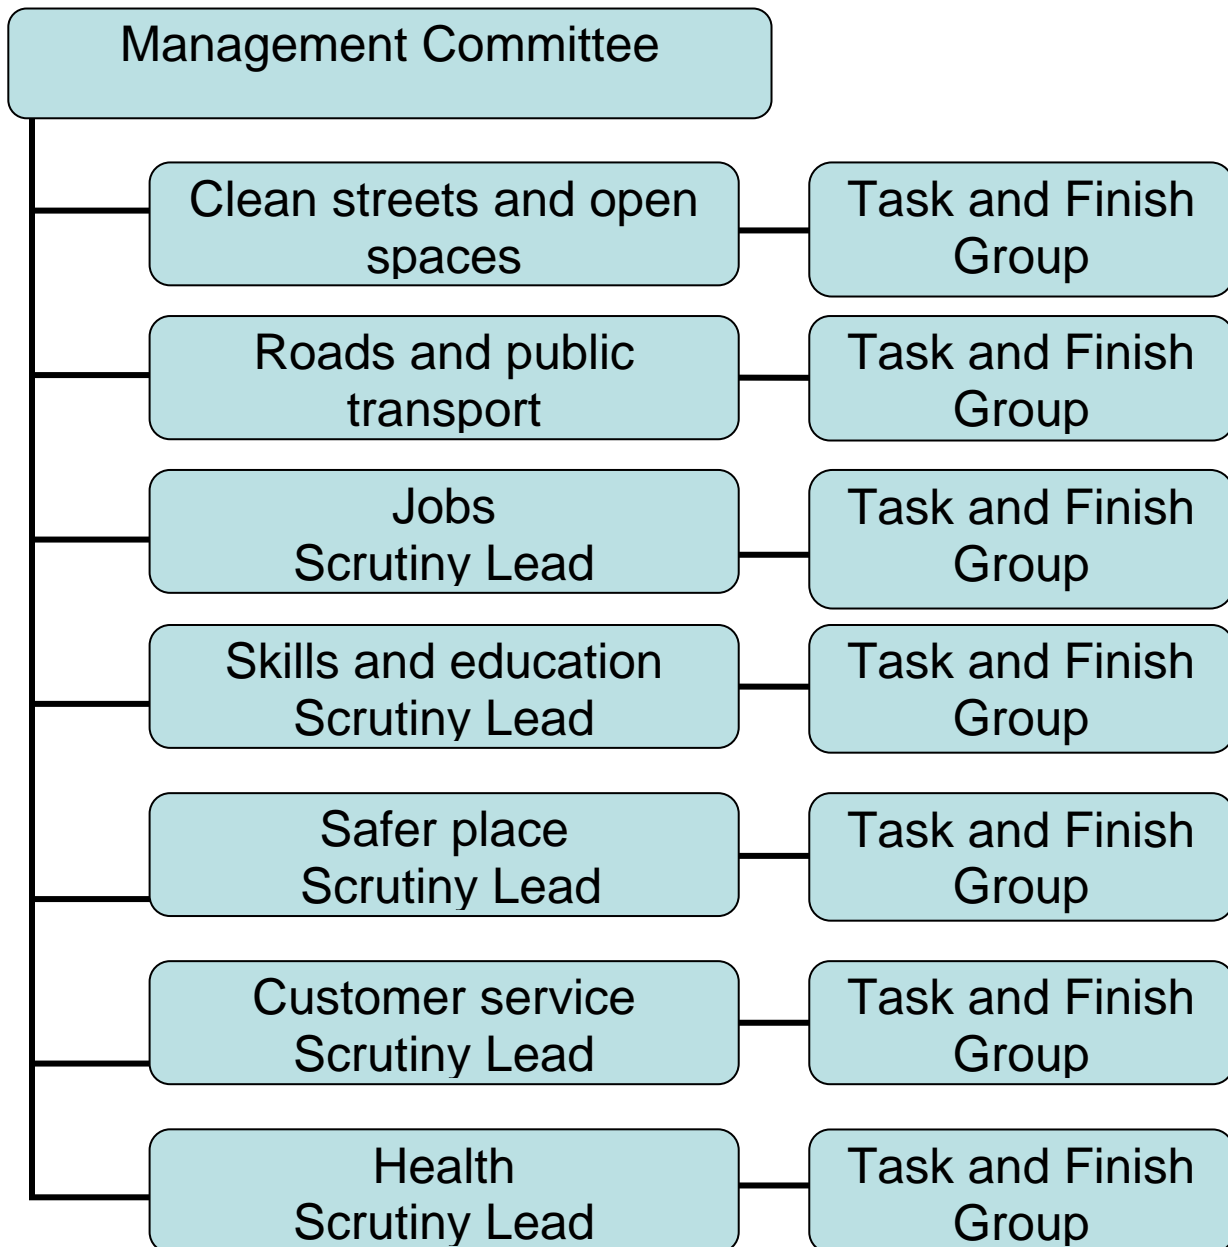 Management Committee
Clean streets and open
spaces
Task and Finish
Group
Roads and public
transport
Task and Finish
Group
Jobs
Scrutiny Lead
Task and Finish
Group
Skills and education
Scrutiny Lead
Task and Finish
Group
Safer place
Scrutiny Lead
Task and Finish
Group
Customer service
Scrutiny Lead
Task and Finish
Group
Health
Scrutiny Lead
Task and Finish
Group